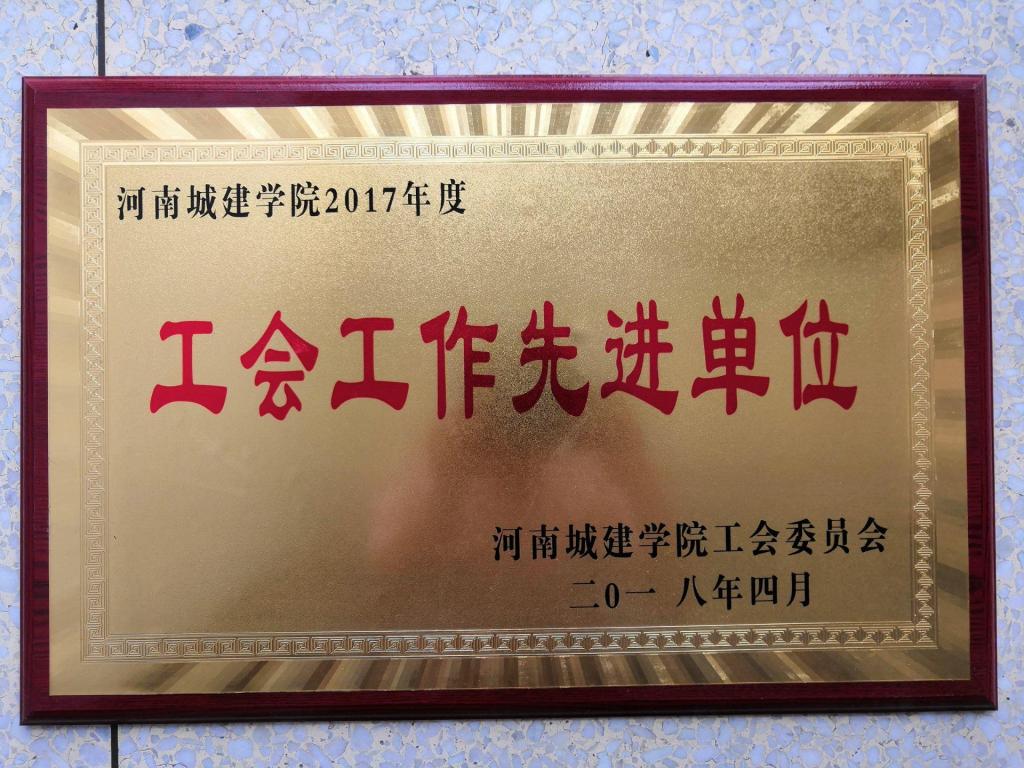 河南城建学院2017年度
工会工作先进单位
河南城建学院工会委员会
二0一八年四月